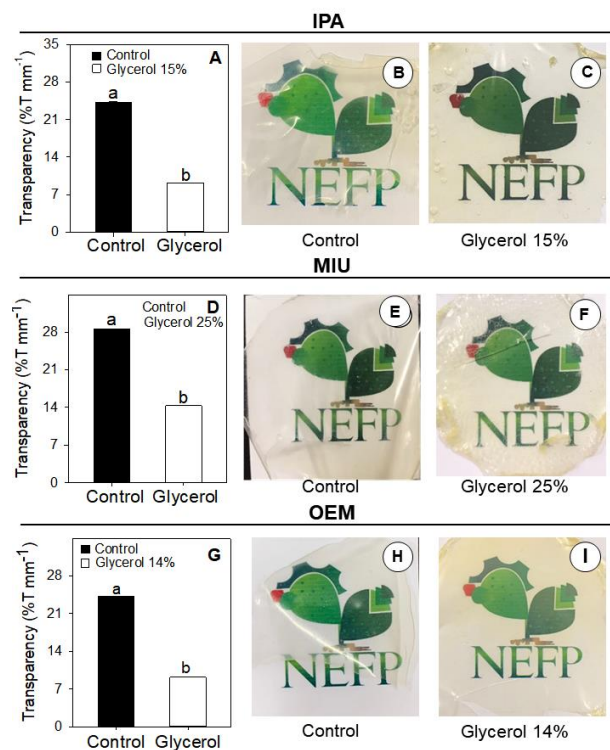 IPA
Transparency (%T mm⁻¹)
35
28
21
14
7
0
Control
Glycerol 15%
A
a
b
Control
Glycerol
B
NEFP
Control
C
NEFP
Glycerol 15%
MIU
Transparency (%T mm⁻¹)
28
21
14
7
0
D
Control
Glycerol 25%
a
b
Control
Glycerol
E
NEFP
Control
F
NEFP
Glycerol 25%
OEM
Transparency (%T mm⁻¹)
28
21
14
7
0
Control
Glycerol 14%
G
a
b
Control
Glycerol
H
NEFP
Control
I
NEFP
Glycerol 14%